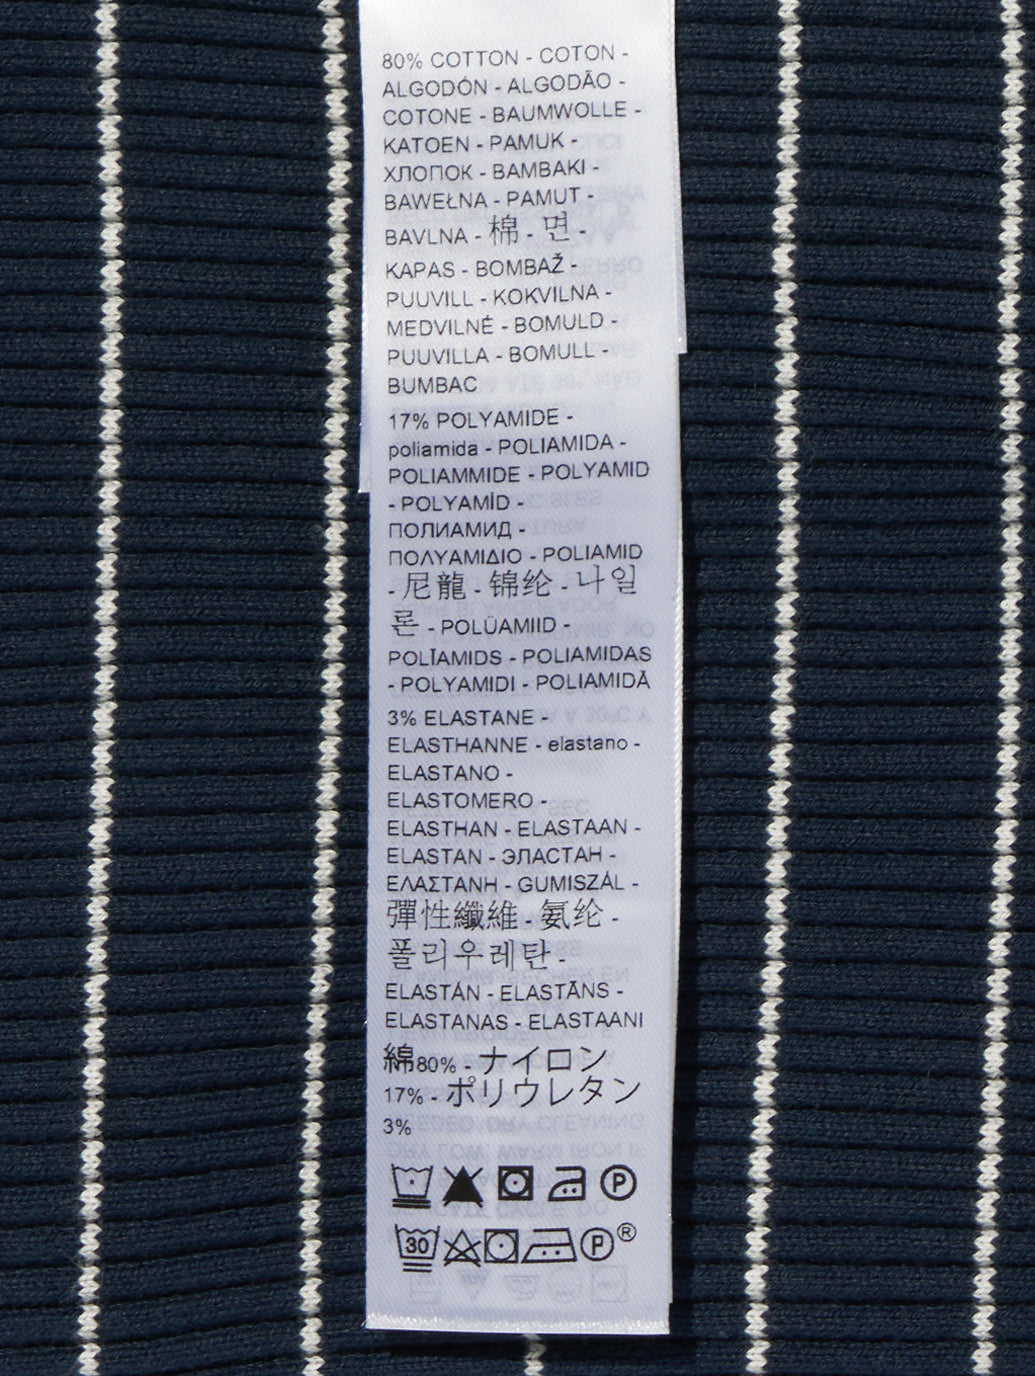 80% COTTON - COTON -
ALGODÓN - ALGODÃO -
COTONE - BAUMWOLLE -
KATOEN - PAMUK -
ХЛОПОК - BAMBAKI -
BAWEŁNA - PAMUT -
BAVLNA - 棉 - 면 -
KAPAS - BOMBAŽ -
PUUVILL - KOKVILNA -
MEDVILNÉ - BOMULD -
PUUVILLA - BOMULL -
BUMBAC
17% POLYAMIDE -
poliamida - POLIAMIDA -
POLIAMMIDE - POLYAMID
- POLYAMİD -
ПОЛИАМИД -
ΠΟΛΥΑΜΙΔΙΟ - POLIAMID
- 尼龍 - 锦纶 - 나일
론 - POLÜAMIID -
POLĪAMIDS - POLIAMIDAS
- POLYAMIDI - POLIAMIDĂ
3% ELASTANE -
ELASTHANNE - elastano -
ELASTANO -
ELASTOMERO -
ELASTHAN - ELASTAAN -
ELASTAN - ЭЛАСТАН -
ΕΛΑΣΤΑΝΗ - GUMISZÁL -
彈性纖維 - 氨纶 -
폴리우레탄 -
ELASTÁN - ELASTĀNS -
ELASTANAS - ELASTAANI
綿80% - ナイロン
17% - ポリウレタン
3%
P
30 P ®